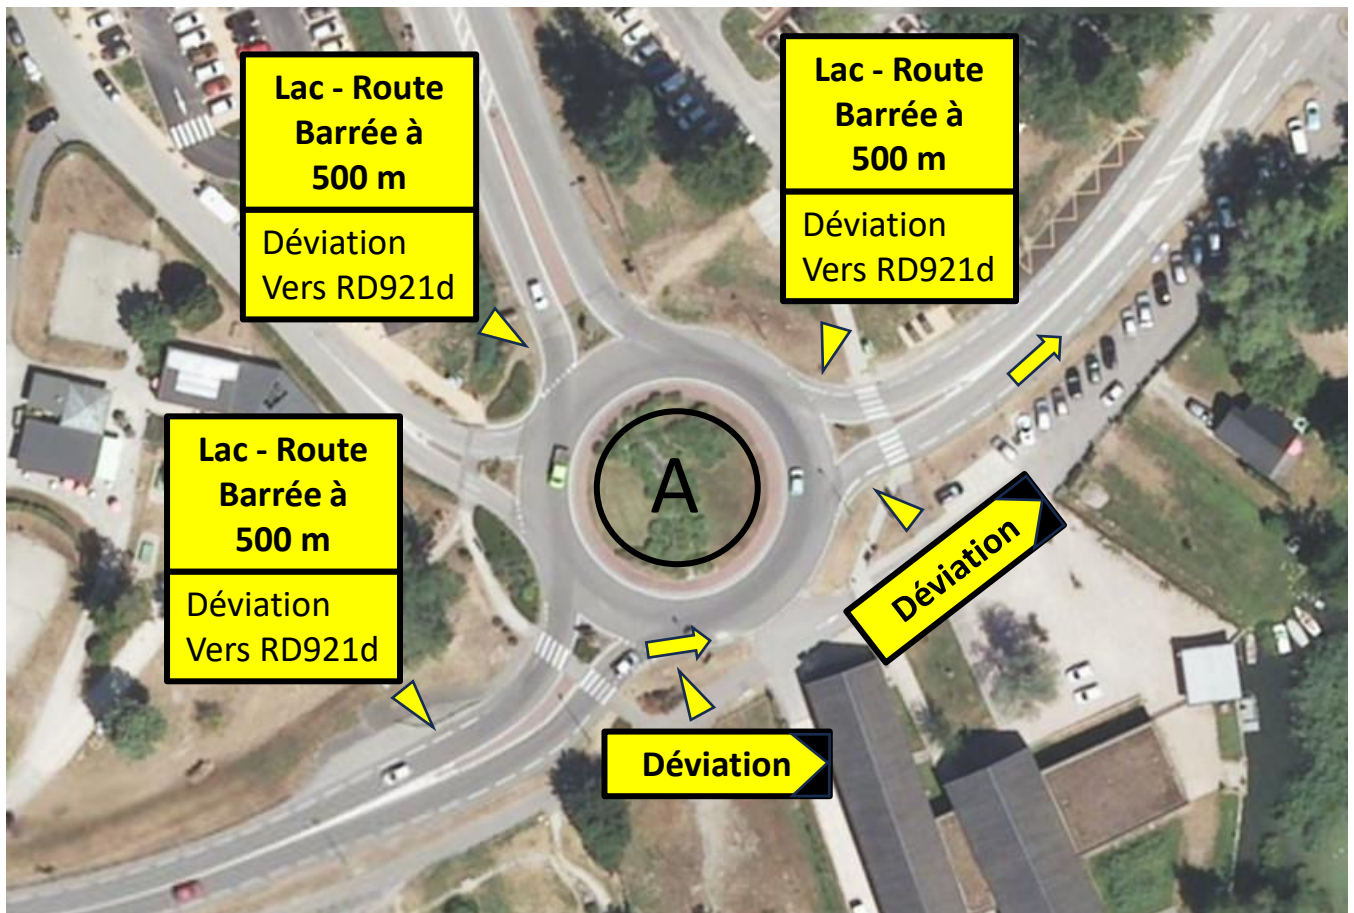 Lac - Route
Barrée à
500 m
Déviation
Vers RD921d
Lac - Route
Barrée à
500 m
Déviation
Vers RD921d
Lac - Route
Barrée à
500 m
Déviation
Vers RD921d
A
Déviation
Déviation